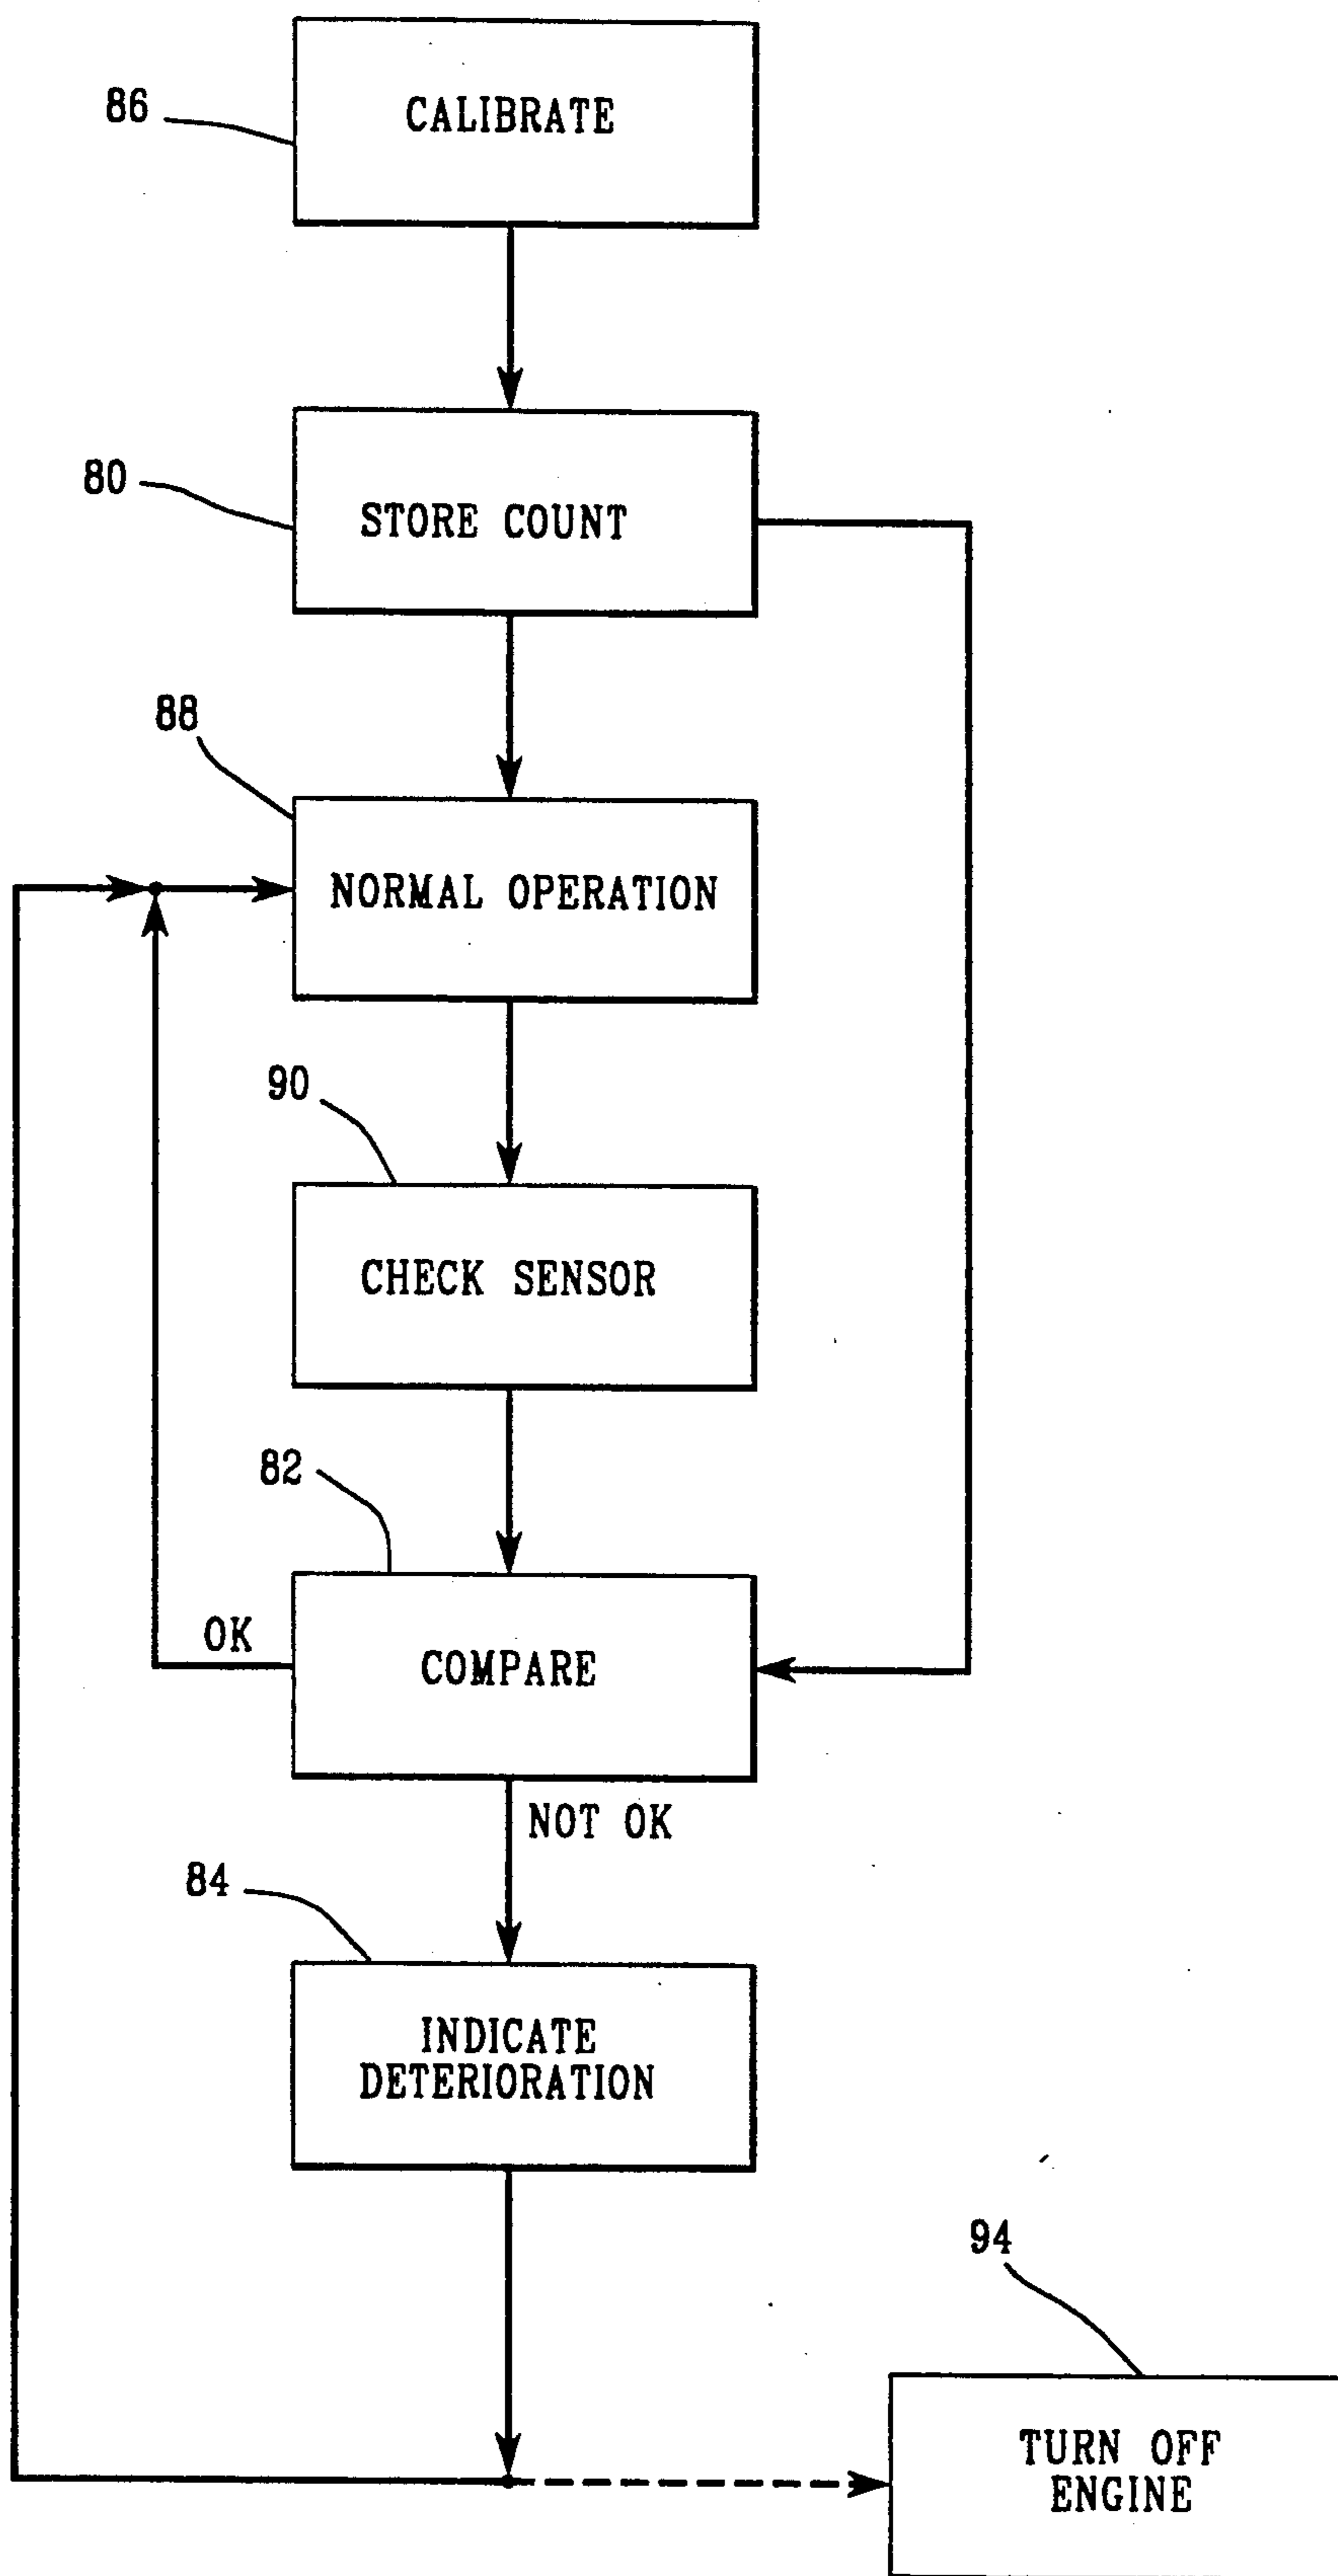 86
CALIBRATE
80
STORE COUNT
88
NORMAL OPERATION
90
CHECK SENSOR
82
OK
COMPARE
NOT OK
84
INDICATE
DETERIORATION
94
TURN OFF
ENGINE